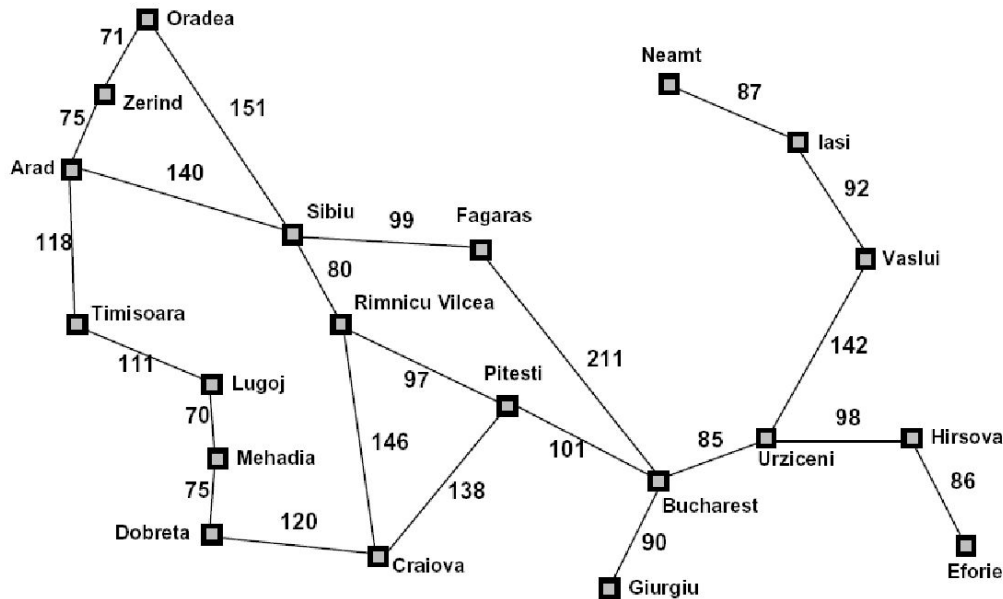 Oradea
71
Neamt
87
Zerind
151
75
Iasi
Arad
140
92
Sibiu
Fagaras
99
118
80
Vaslui
Timisoara
Rimnicu Vilcea
211
142
111
97
Pitesti
Lugoj
70
98
Hirsova
146
101
85
Urziceni
Mehadia
138
86
75
Bucharest
120
Dobreta
90
Craiova
Eforie
Giurgiu